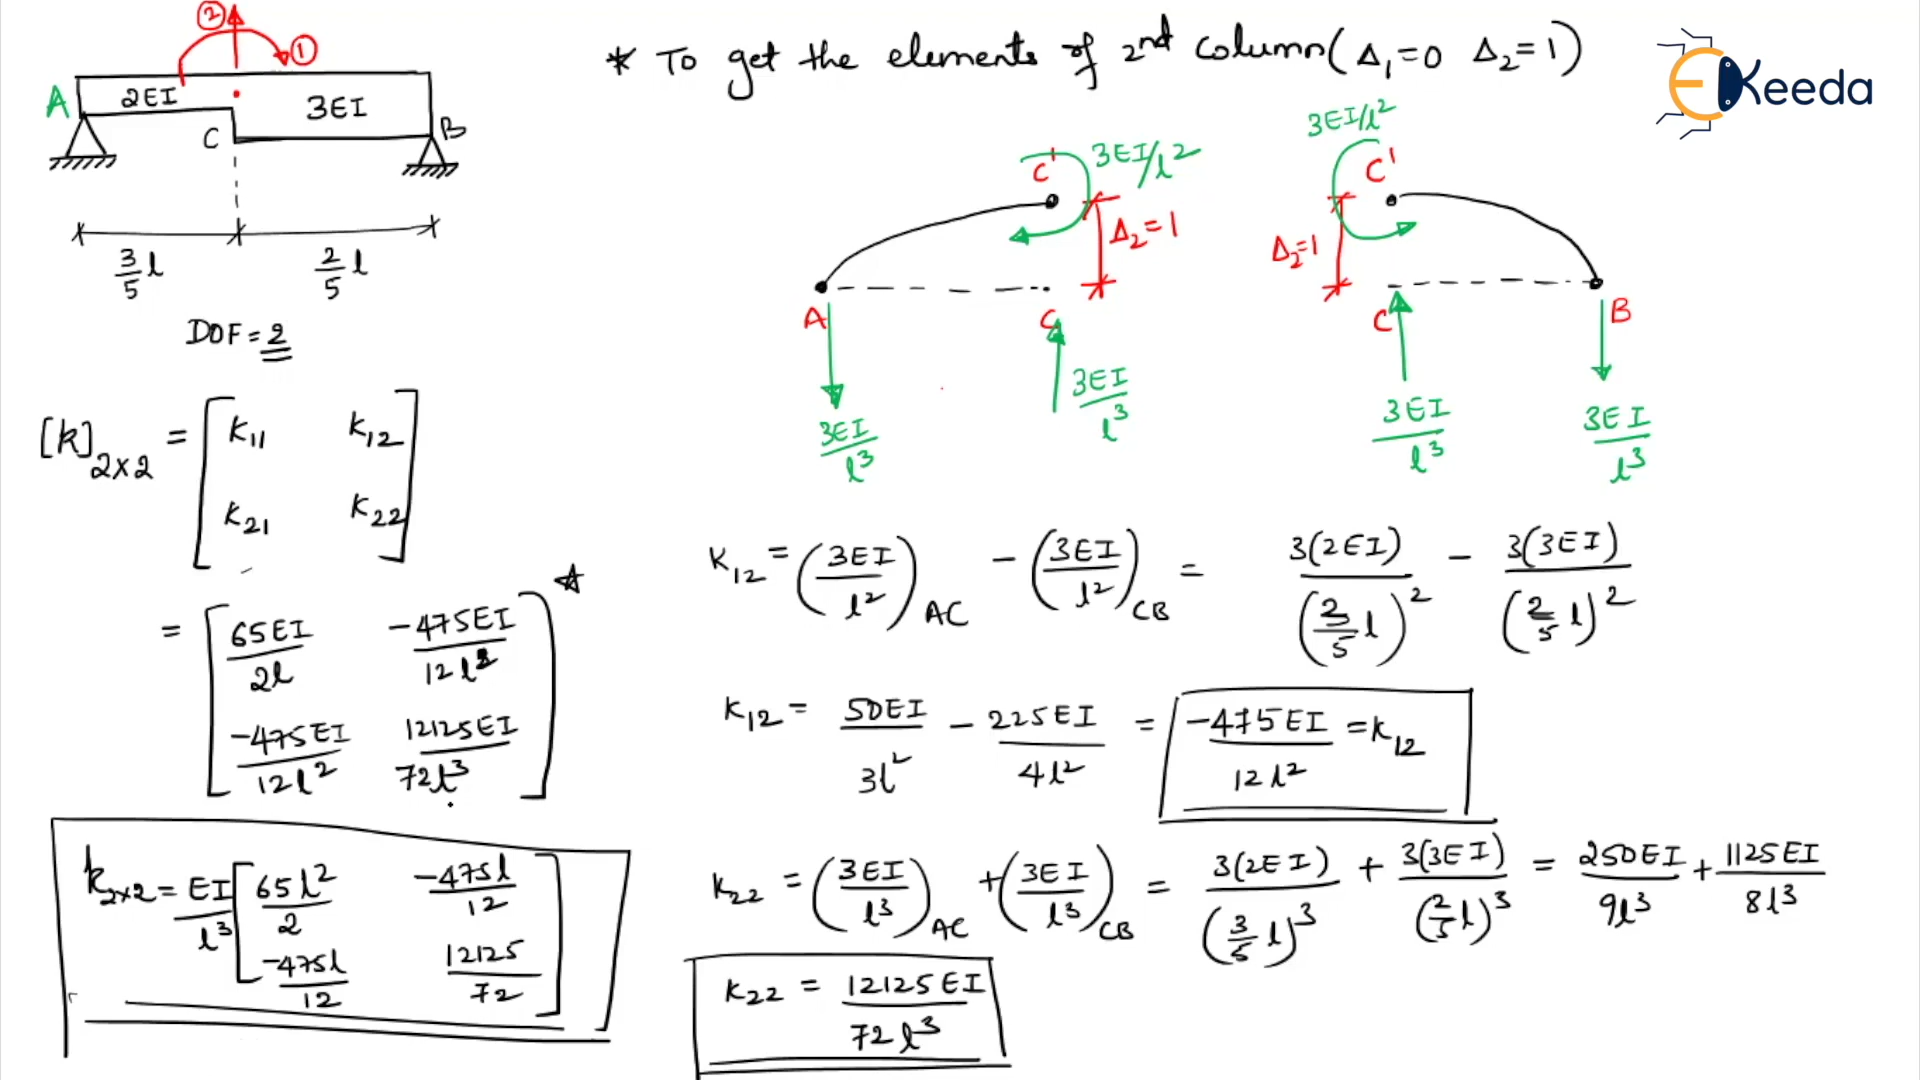 ② ①
A 2EI 3EI
C B
3/5 l 2/5 l
DOF = 2
[k]2x2 = [ K11 K12
K21 K22 ]
= [ 65EI/2l -475EI/12l²
-475EI/12l² 12125EI/72l³ ] *
k2x2 = EI/l³ [ 65l²/2 -475l/12
-475l/12 12125/72 ]
* To get the elements of 2nd column ( Δ1=0 Δ2=1 )
EKeeda
C' 3EI/l²
Δ2=1
A C
3EI/l³ 3EI/l³
3EI/l²
C'
Δ2=1
C B
3EI/l³ 3EI/l³
K12 = (3EI/l²)AC - (3EI/l²)CB = 3(2EI)/(3/5 l)² - 3(3EI)/(2/5 l)²
K12 = 50EI/3l² - 225EI/4l² = -475EI/12l² = K12
K22 = (3EI/l³)AC + (3EI/l³)CB = 3(2EI)/(3/5 l)³ + 3(3EI)/(2/5 l)³ = 250EI/9l³ + 1125EI/8l³
K22 = 12125EI/72l³